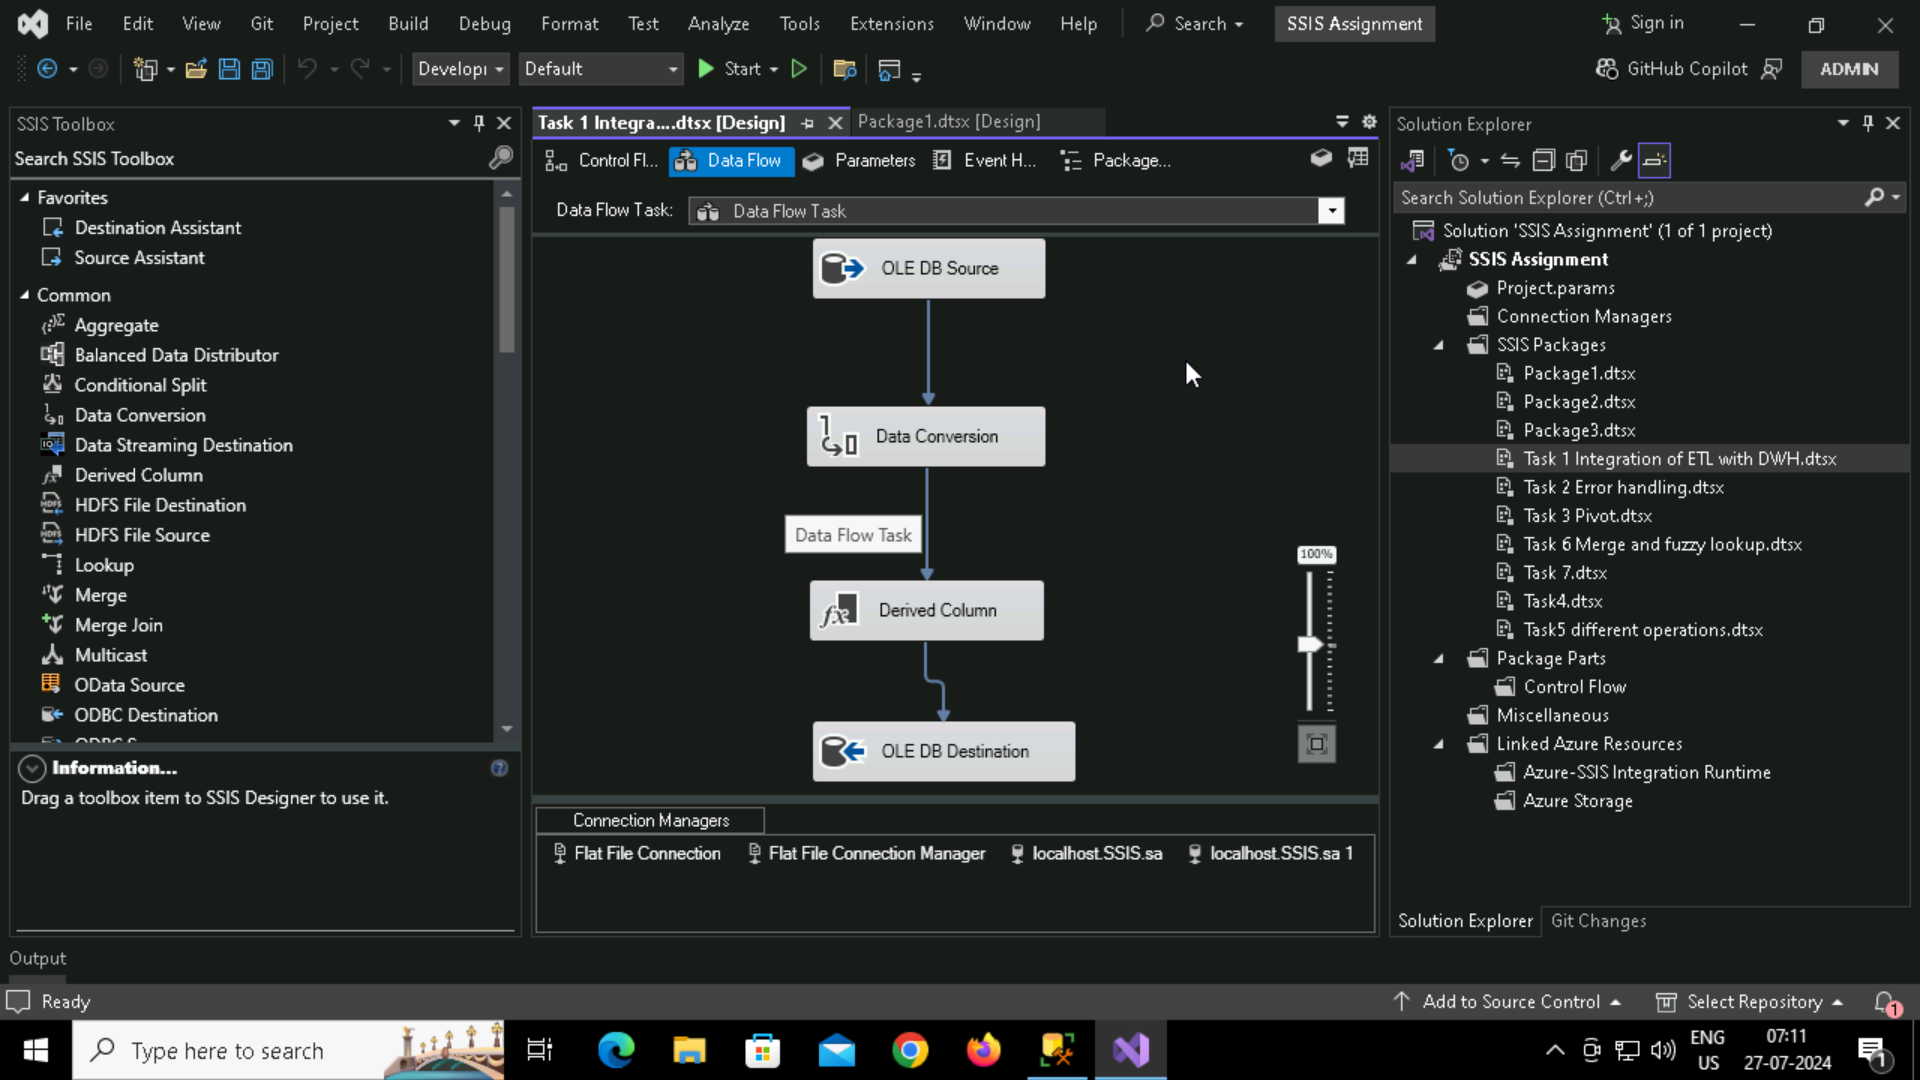 File Edit View Git Project Build Debug Format Test Analyze Tools Extensions Window Help Search SSIS Assignment Sign in
Developi Default Start GitHub Copilot ADMIN
SSIS Toolbox
Search SSIS Toolbox
Favorites
Destination Assistant
Source Assistant
Common
Aggregate
Balanced Data Distributor
Conditional Split
Data Conversion
Data Streaming Destination
Derived Column
HDFS File Destination
HDFS File Source
Lookup
Merge
Merge Join
Multicast
OData Source
ODBC Destination
Information...
Drag a toolbox item to SSIS Designer to use it.
Task 1 Integra....dtsx [Design] Package1.dtsx [Design]
Control Fl... Data Flow Parameters Event H... Package...
Data Flow Task: Data Flow Task
OLE DB Source
Data Conversion
Data Flow Task
Derived Column
OLE DB Destination
100%
Connection Managers
Flat File Connection Flat File Connection Manager localhost.SSIS.sa localhost.SSIS.sa 1
Solution Explorer
Search Solution Explorer (Ctrl+;)
Solution 'SSIS Assignment' (1 of 1 project)
SSIS Assignment
Project.params
Connection Managers
SSIS Packages
Package1.dtsx
Package2.dtsx
Package3.dtsx
Task 1 Integration of ETL with DWH.dtsx
Task 2 Error handling.dtsx
Task 3 Pivot.dtsx
Task 6 Merge and fuzzy lookup.dtsx
Task 7.dtsx
Task4.dtsx
Task5 different operations.dtsx
Package Parts
Control Flow
Miscellaneous
Linked Azure Resources
Azure-SSIS Integration Runtime
Azure Storage
Solution Explorer Git Changes
Output
Ready Add to Source Control Select Repository 1
Type here to search ENG US 07:11 27-07-2024 1